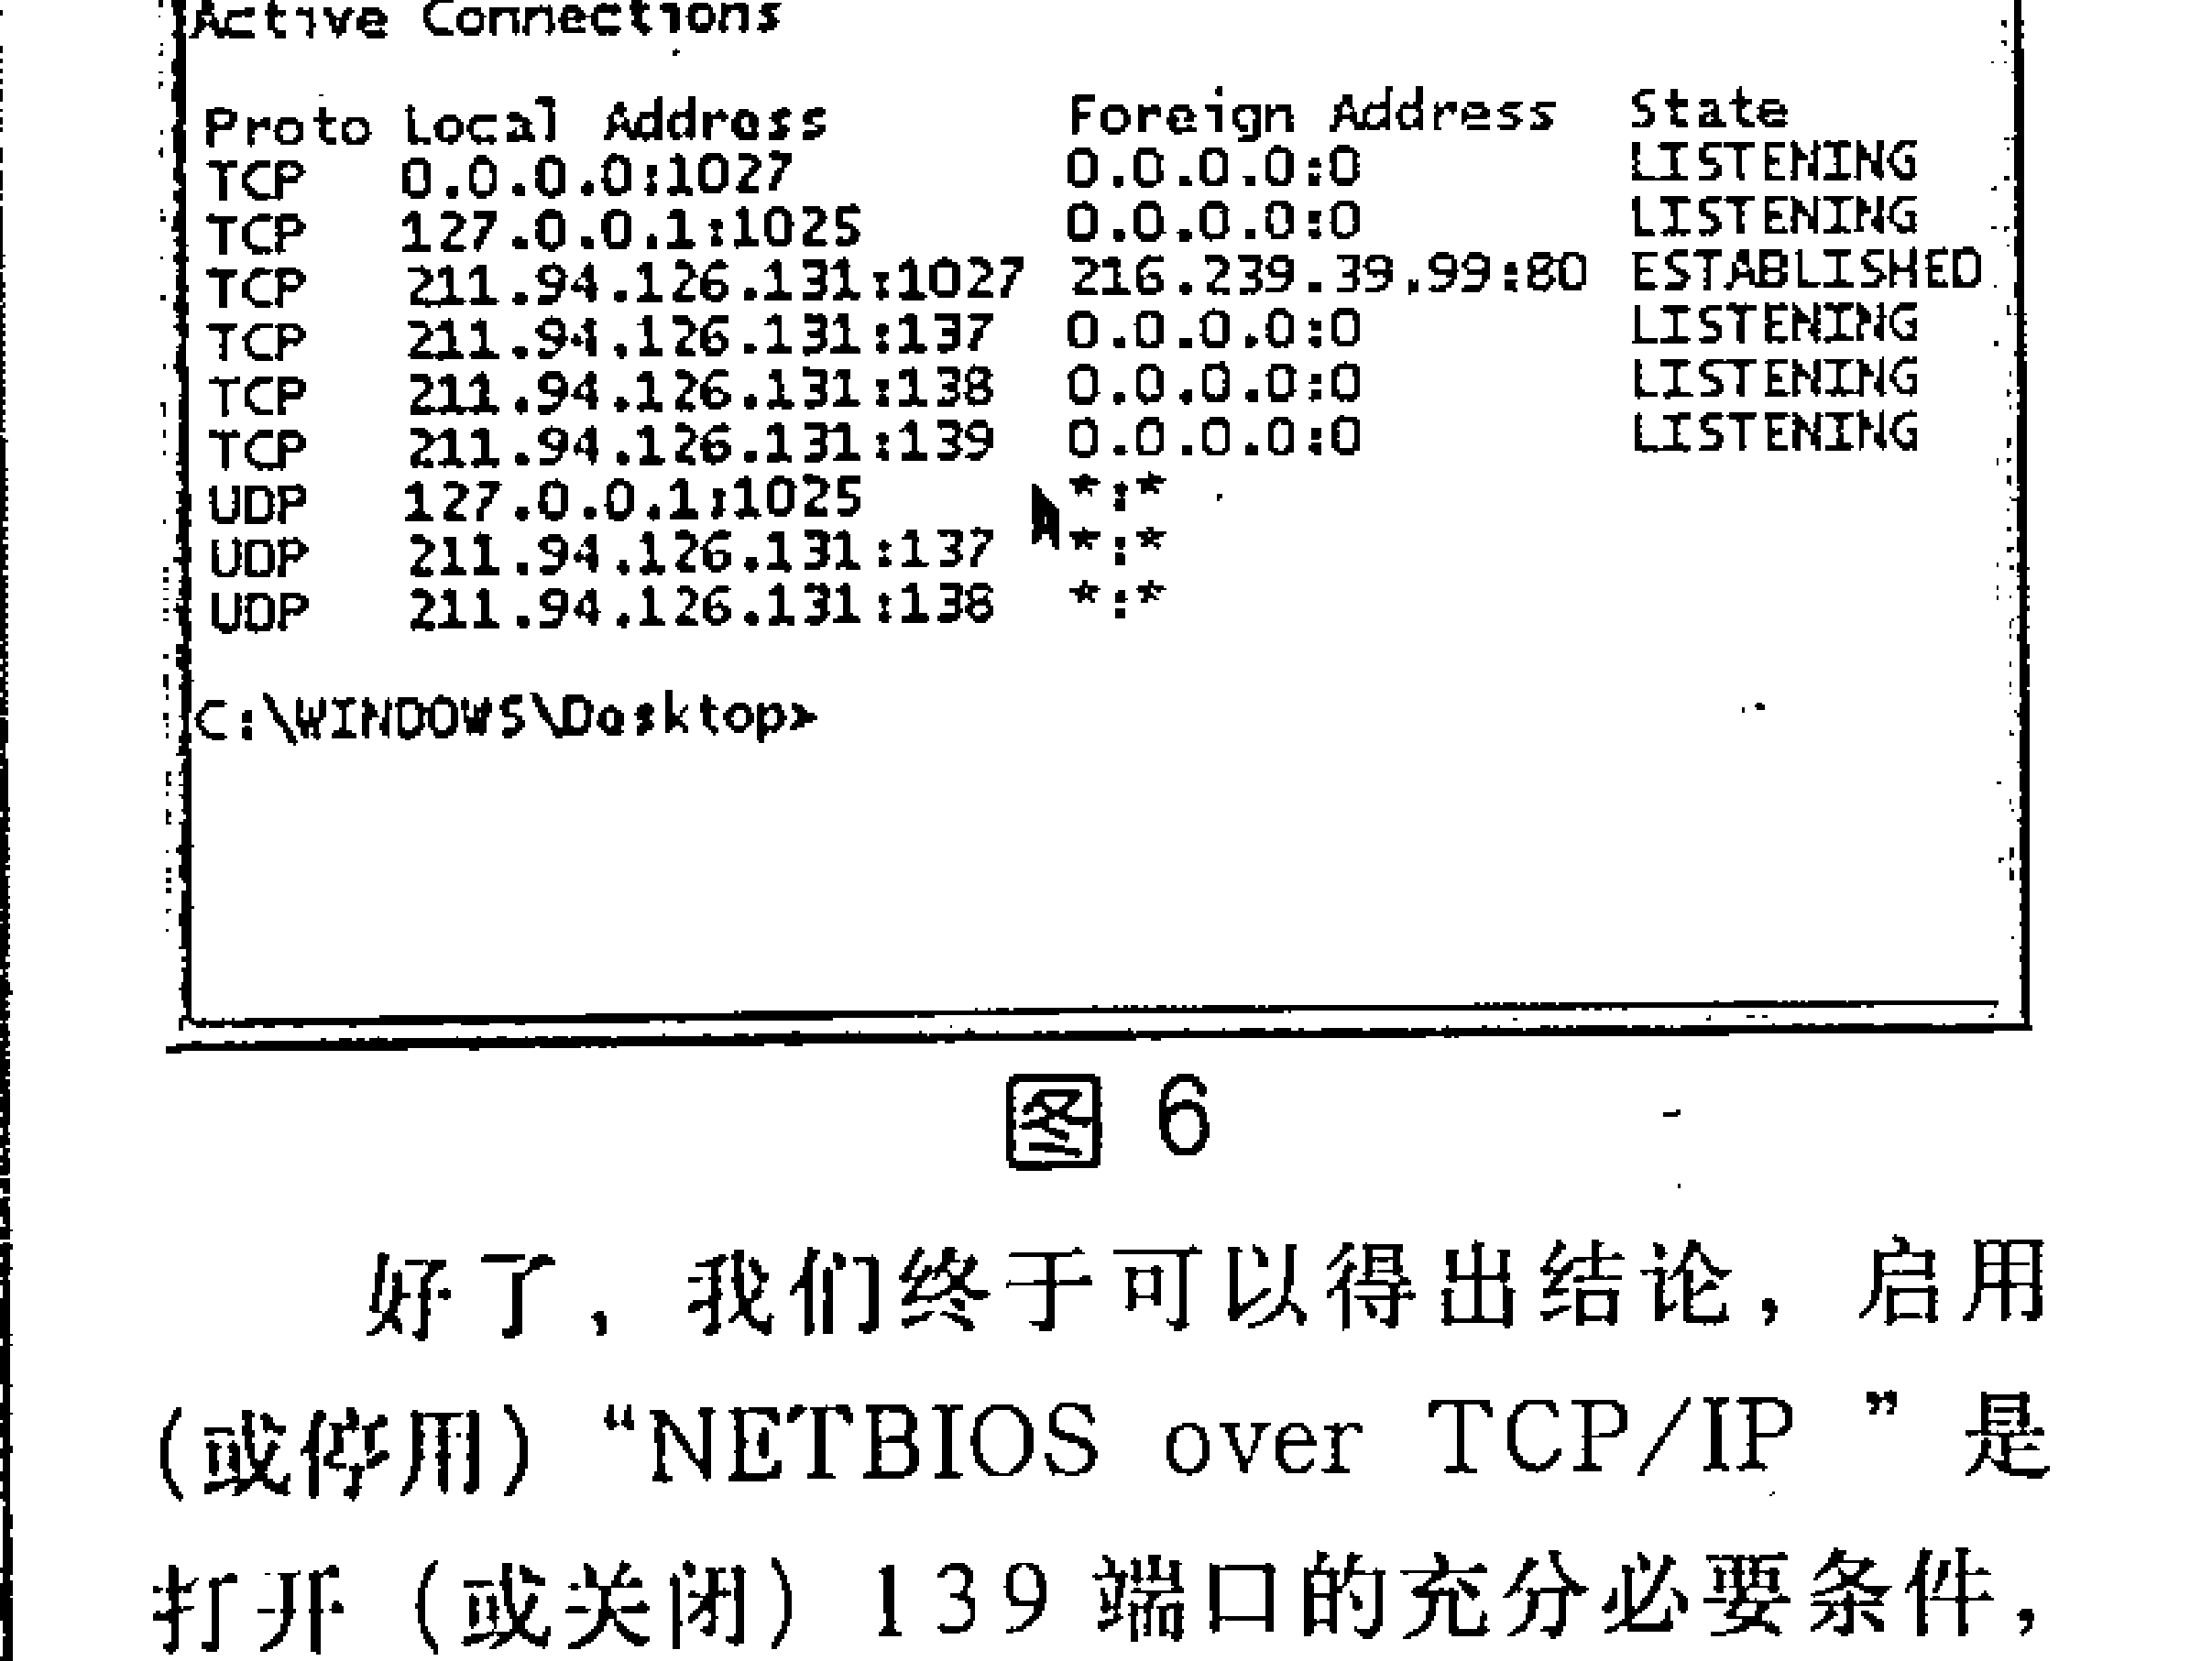 Active Connections
Proto Local Address Foreign Address State
TCP 0.0.0.0:1027 0.0.0.0:0 LISTENING
TCP 127.0.0.1:1025 0.0.0.0:0 LISTENING
TCP 211.94.126.131:1027 216.239.39.99:80 ESTABLISHED
TCP 211.94.126.131:137 0.0.0.0:0 LISTENING
TCP 211.94.126.131:138 0.0.0.0:0 LISTENING
TCP 211.94.126.131:139 0.0.0.0:0 LISTENING
UDP 127.0.0.1:1025 *:*
UDP 211.94.126.131:137 *:*
UDP 211.94.126.131:138 *:*
C:\WINDOWS\Desktop>
图 6
好了，我们终于可以得出结论，启用
（或停用）“NETBIOS over TCP/IP ”是
打开（或关闭）139端口的充分必要条件，